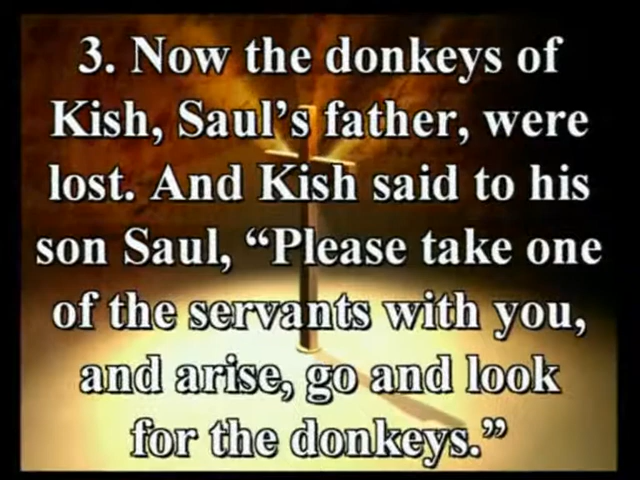 3. Now the donkeys of
Kish, Saul’s father, were
lost. And Kish said to his
son Saul, “Please take one
of the servants with you,
and arise, go and look
for the donkeys.”